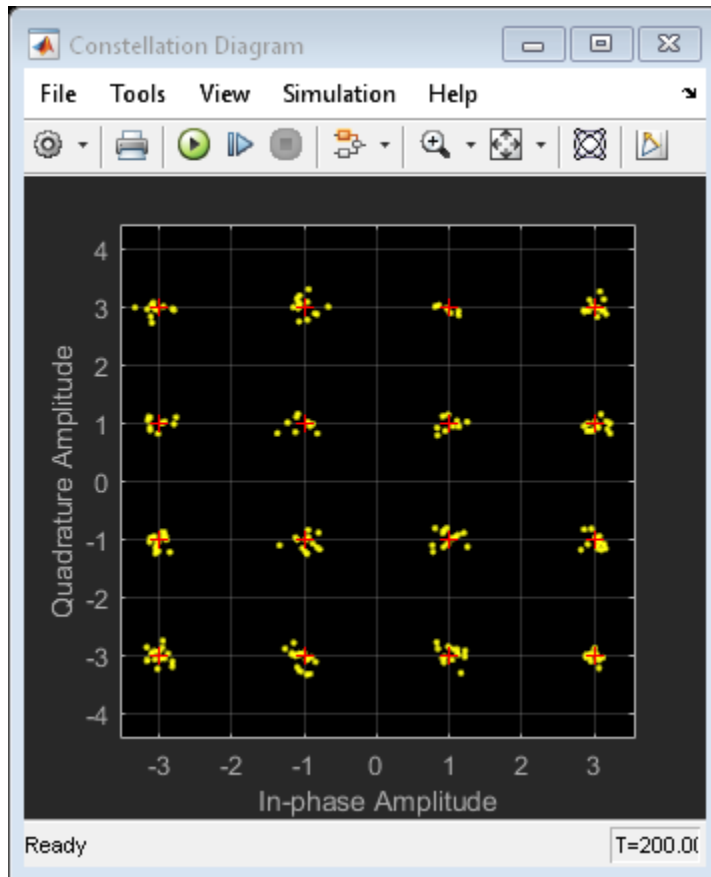 Constellation Diagram
File Tools View Simulation Help
4
3
2
1
0
-1
-2
-3
-4
Quadrature Amplitude
-3 -2 -1 0 1 2 3
In-phase Amplitude
Ready T=200.00